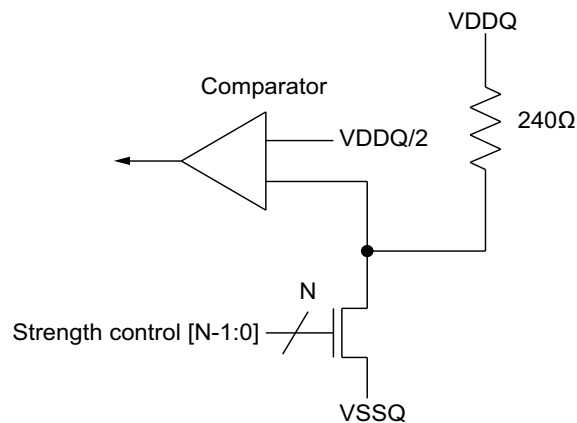 VDDQ
Comparator
240Ω
VDDQ/2
N
Strength control [N-1:0]
VSSQ